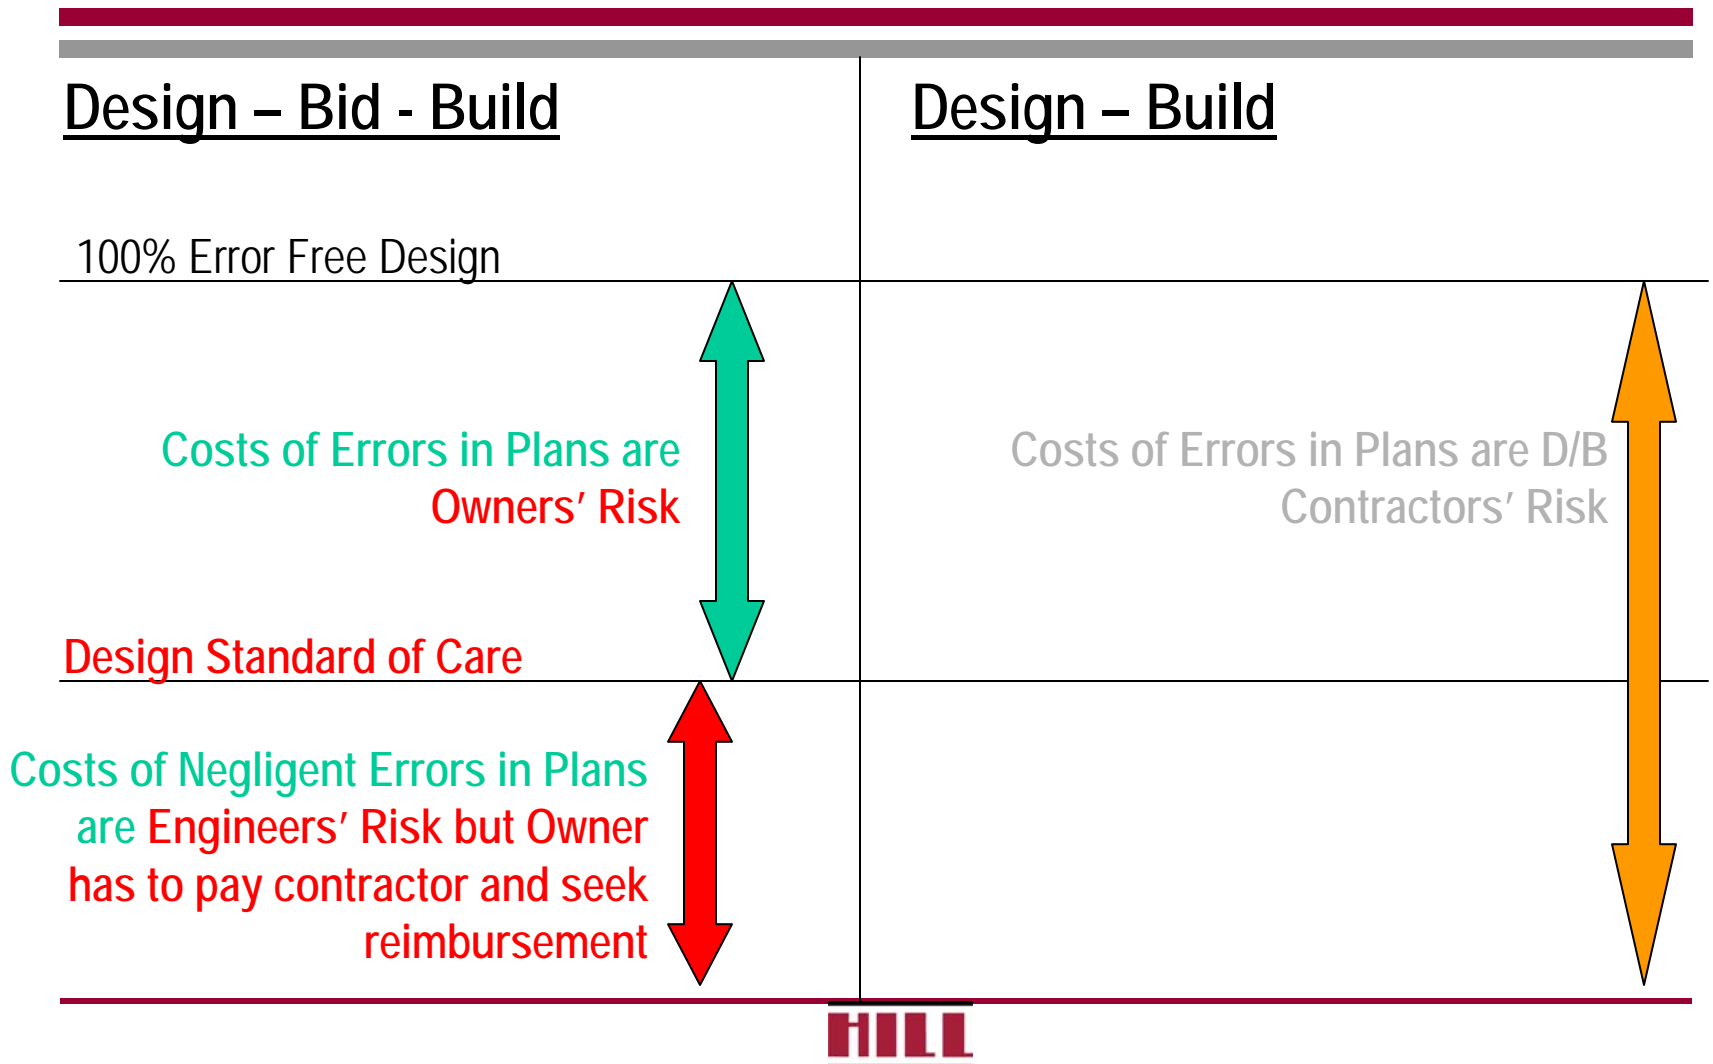 Design – Bid - Build
Design – Build
100% Error Free Design
Costs of Errors in Plans are
Owners’ Risk
Costs of Errors in Plans are D/B
Contractors’ Risk
Design Standard of Care
Costs of Negligent Errors in Plans
are Engineers’ Risk but Owner
has to pay contractor and seek
reimbursement
HILL